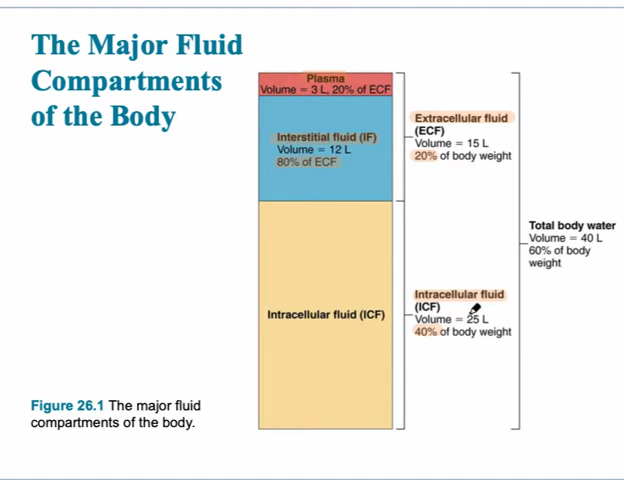 The Major Fluid
Compartments
of the Body
Plasma
Volume = 3 L, 20% of ECF
Interstitial fluid (IF)
Volume = 12 L
80% of ECF
Intracellular fluid (ICF)
Extracellular fluid
(ECF)
Volume = 15 L
20% of body weight
Intracellular fluid
(ICF)
Volume = 25 L
40% of body weight
Total body water
Volume = 40 L
60% of body
weight
Figure 26.1 The major fluid
compartments of the body.